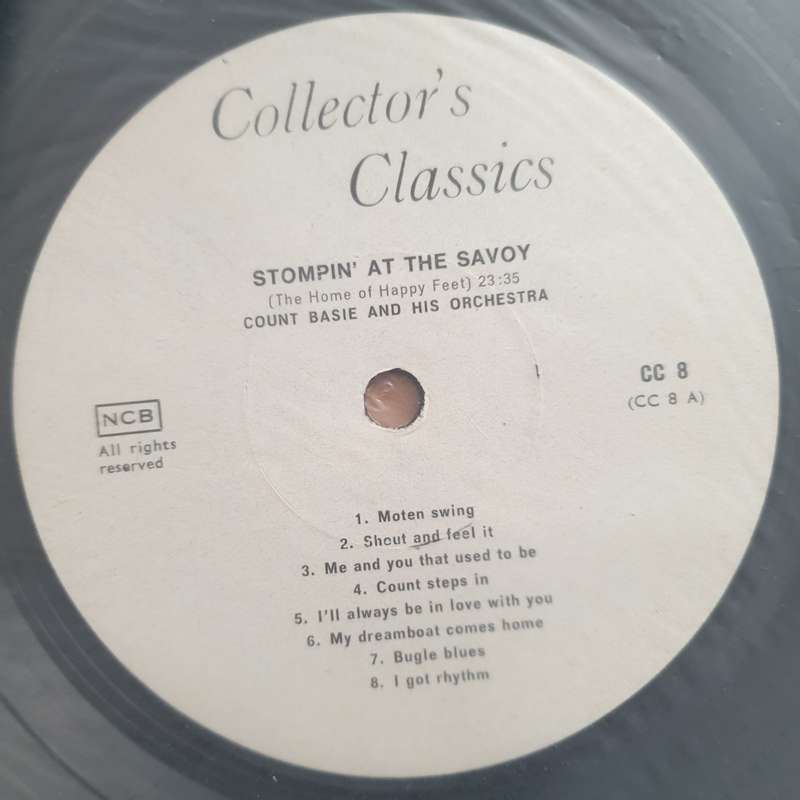 Collector's
Classics
STOMPIN' AT THE SAVOY
(The Home of Happy Feet) 23:35
COUNT BASIE AND HIS ORCHESTRA
CC 8
(CC 8 A)
NCB
All rights
reserved
1. Moten swing
2. Shout and feel it
3. Me and you that used to be
4. Count steps in
5. I'll always be in love with you
6. My dreamboat comes home
7. Bugle blues
8. I got rhythm